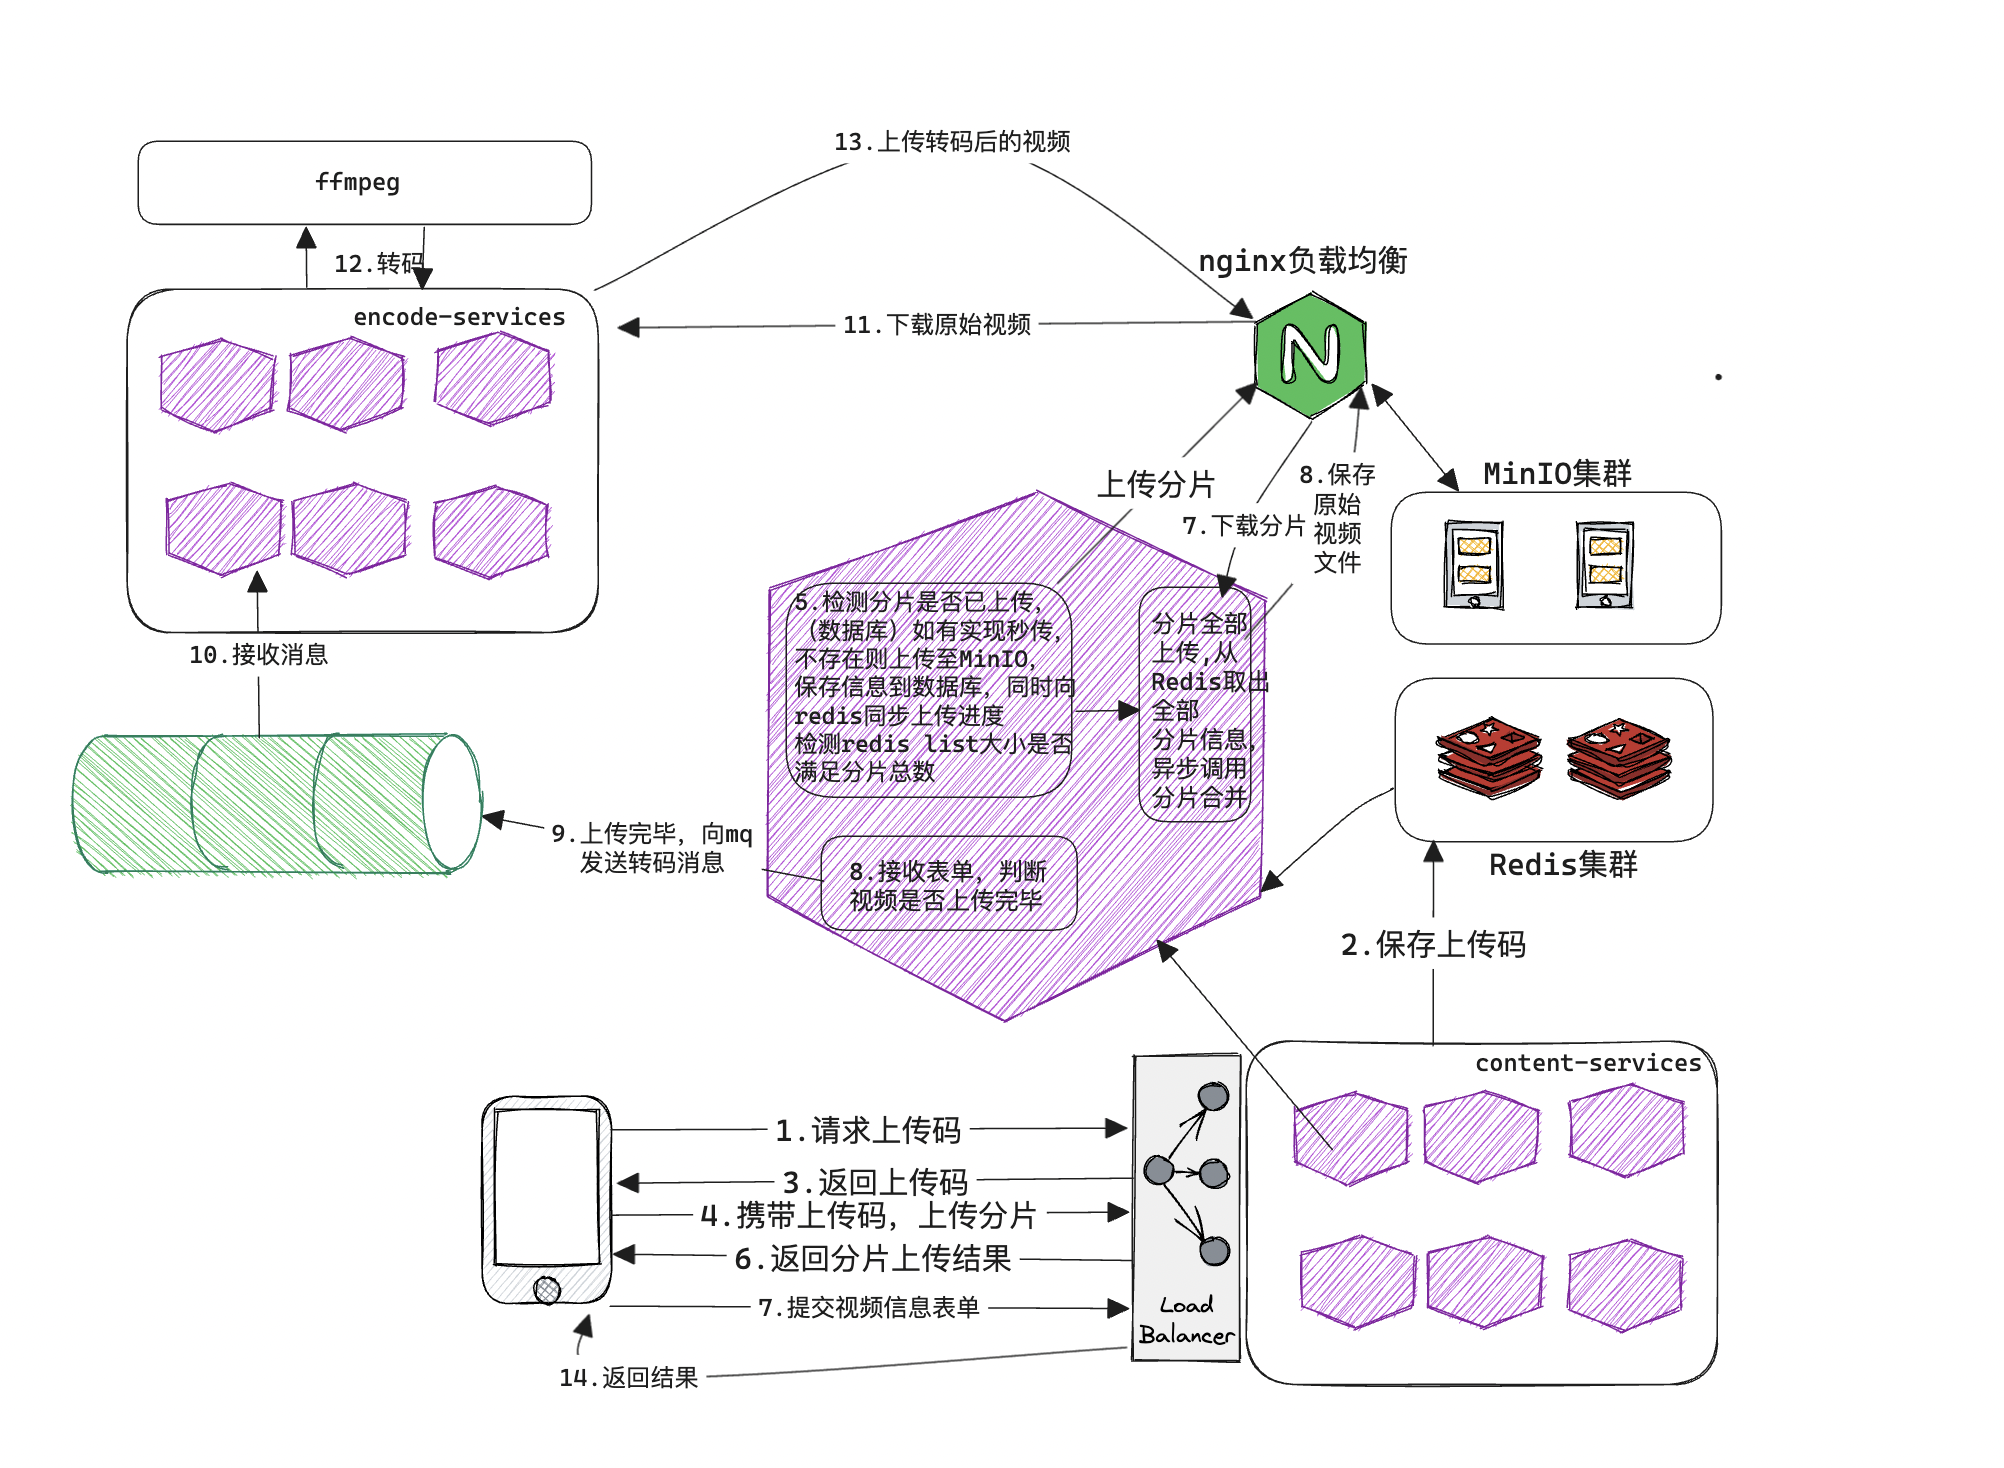 13.上传转码后的视频
ffmpeg
12.转码
nginx负载均衡
encode-services
11.下载原始视频
N
上传分片
7.下载分片
8.保存
原始
视频
文件
MinIO集群
5.检测分片是否已上传，
（数据库）如有实现秒传，
不存在则上传至MinIO，
保存信息到数据库，同时向
redis同步上传进度
检测redis list大小是否
满足分片总数
分片全部
上传,从
Redis取出
全部
分片信息，
异步调用
分片合并
10.接收消息
9.上传完毕，向mq
发送转码消息
8.接收表单，判断
视频是否上传完毕
Redis集群
2.保存上传码
content-services
1.请求上传码
3.返回上传码
4.携带上传码，上传分片
6.返回分片上传结果
7.提交视频信息表单
Load
Balancer
14.返回结果